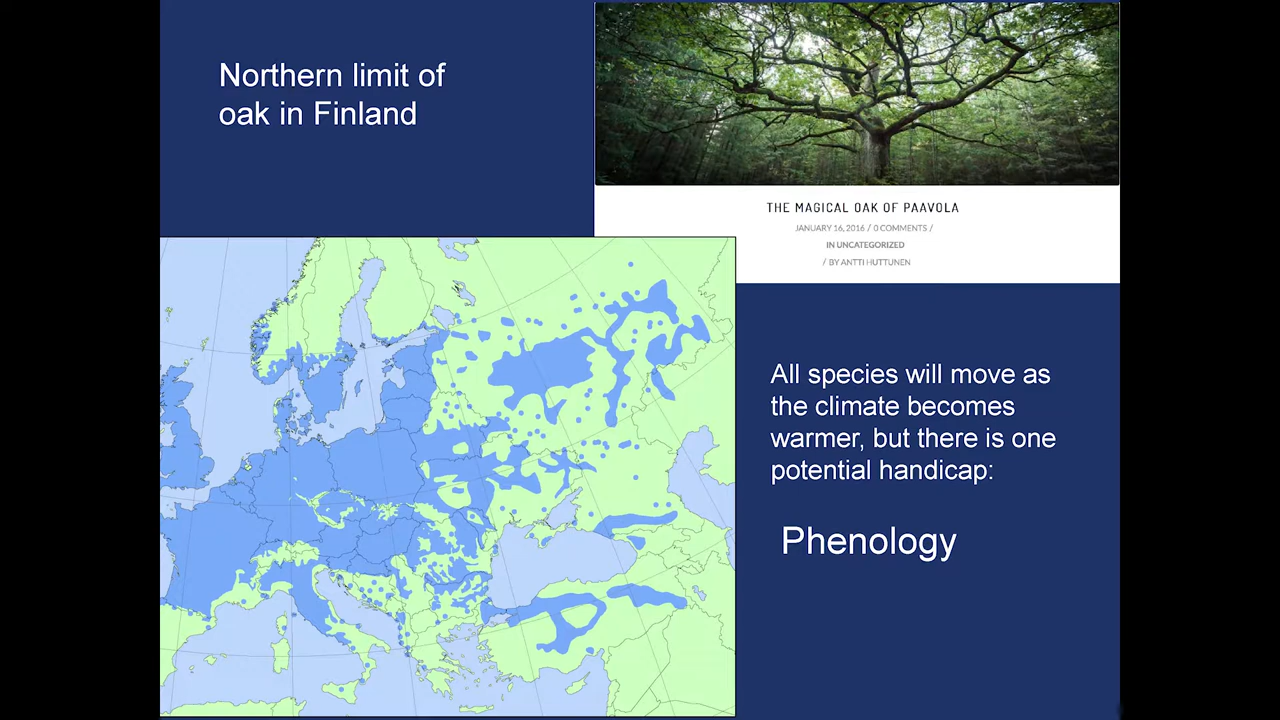 Northern limit of
oak in Finland
THE MAGICAL OAK OF PAAVOLA
JANUARY 16, 2016 / 0 COMMENTS /
IN UNCATEGORIZED
/ BY ANTTI HUTTUNEN
All species will move as
the climate becomes
warmer, but there is one
potential handicap:
Phenology